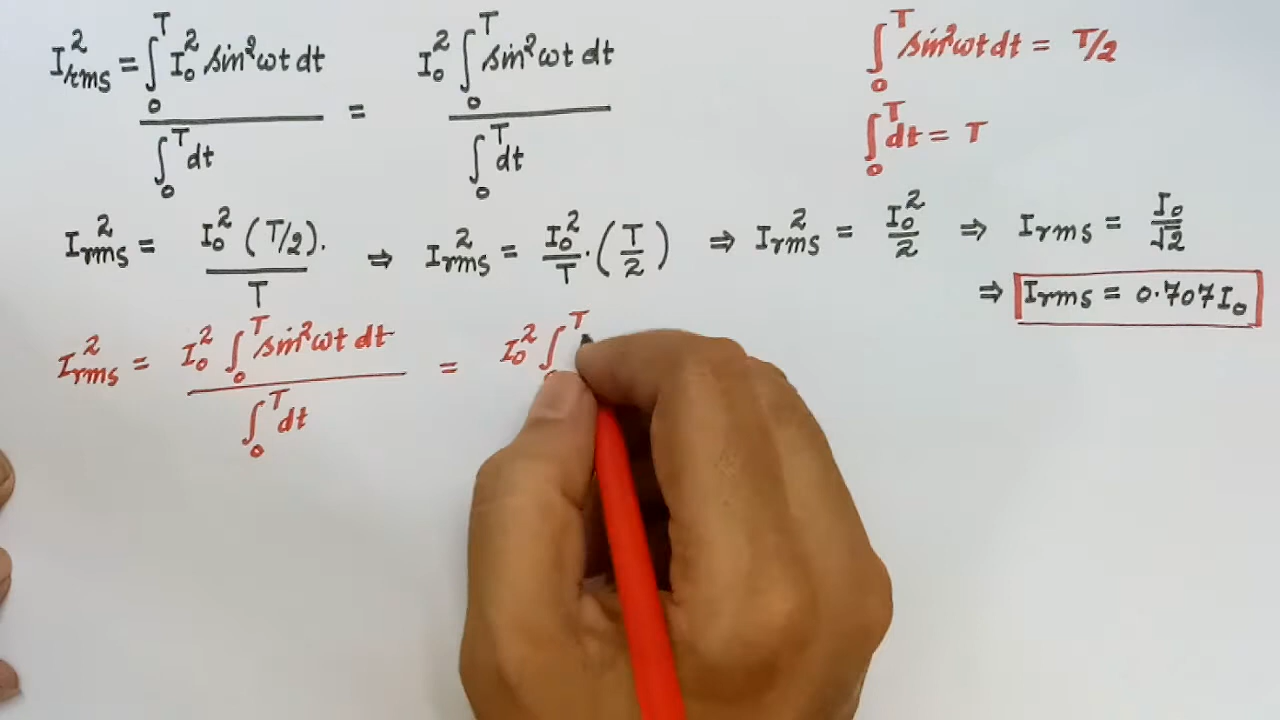 I²rms = ∫₀ᵀ I₀² sin²ωt dt / ∫₀ᵀ dt = I₀² ∫₀ᵀ sin²ωt dt / ∫₀ᵀ dt
∫₀ᵀ sin²ωt dt = T/2
∫₀ᵀ dt = T
I²rms = I₀² (T/2). / T ⇒ I²rms = I₀²/T · (T/2) ⇒ I²rms = I₀²/2 ⇒ Irms = I₀/√2
⇒ Irms = 0.707 I₀
I²rms = I₀² ∫₀ᵀ sin²ωt dt / ∫₀ᵀ dt = I₀² ∫₀ᵀ